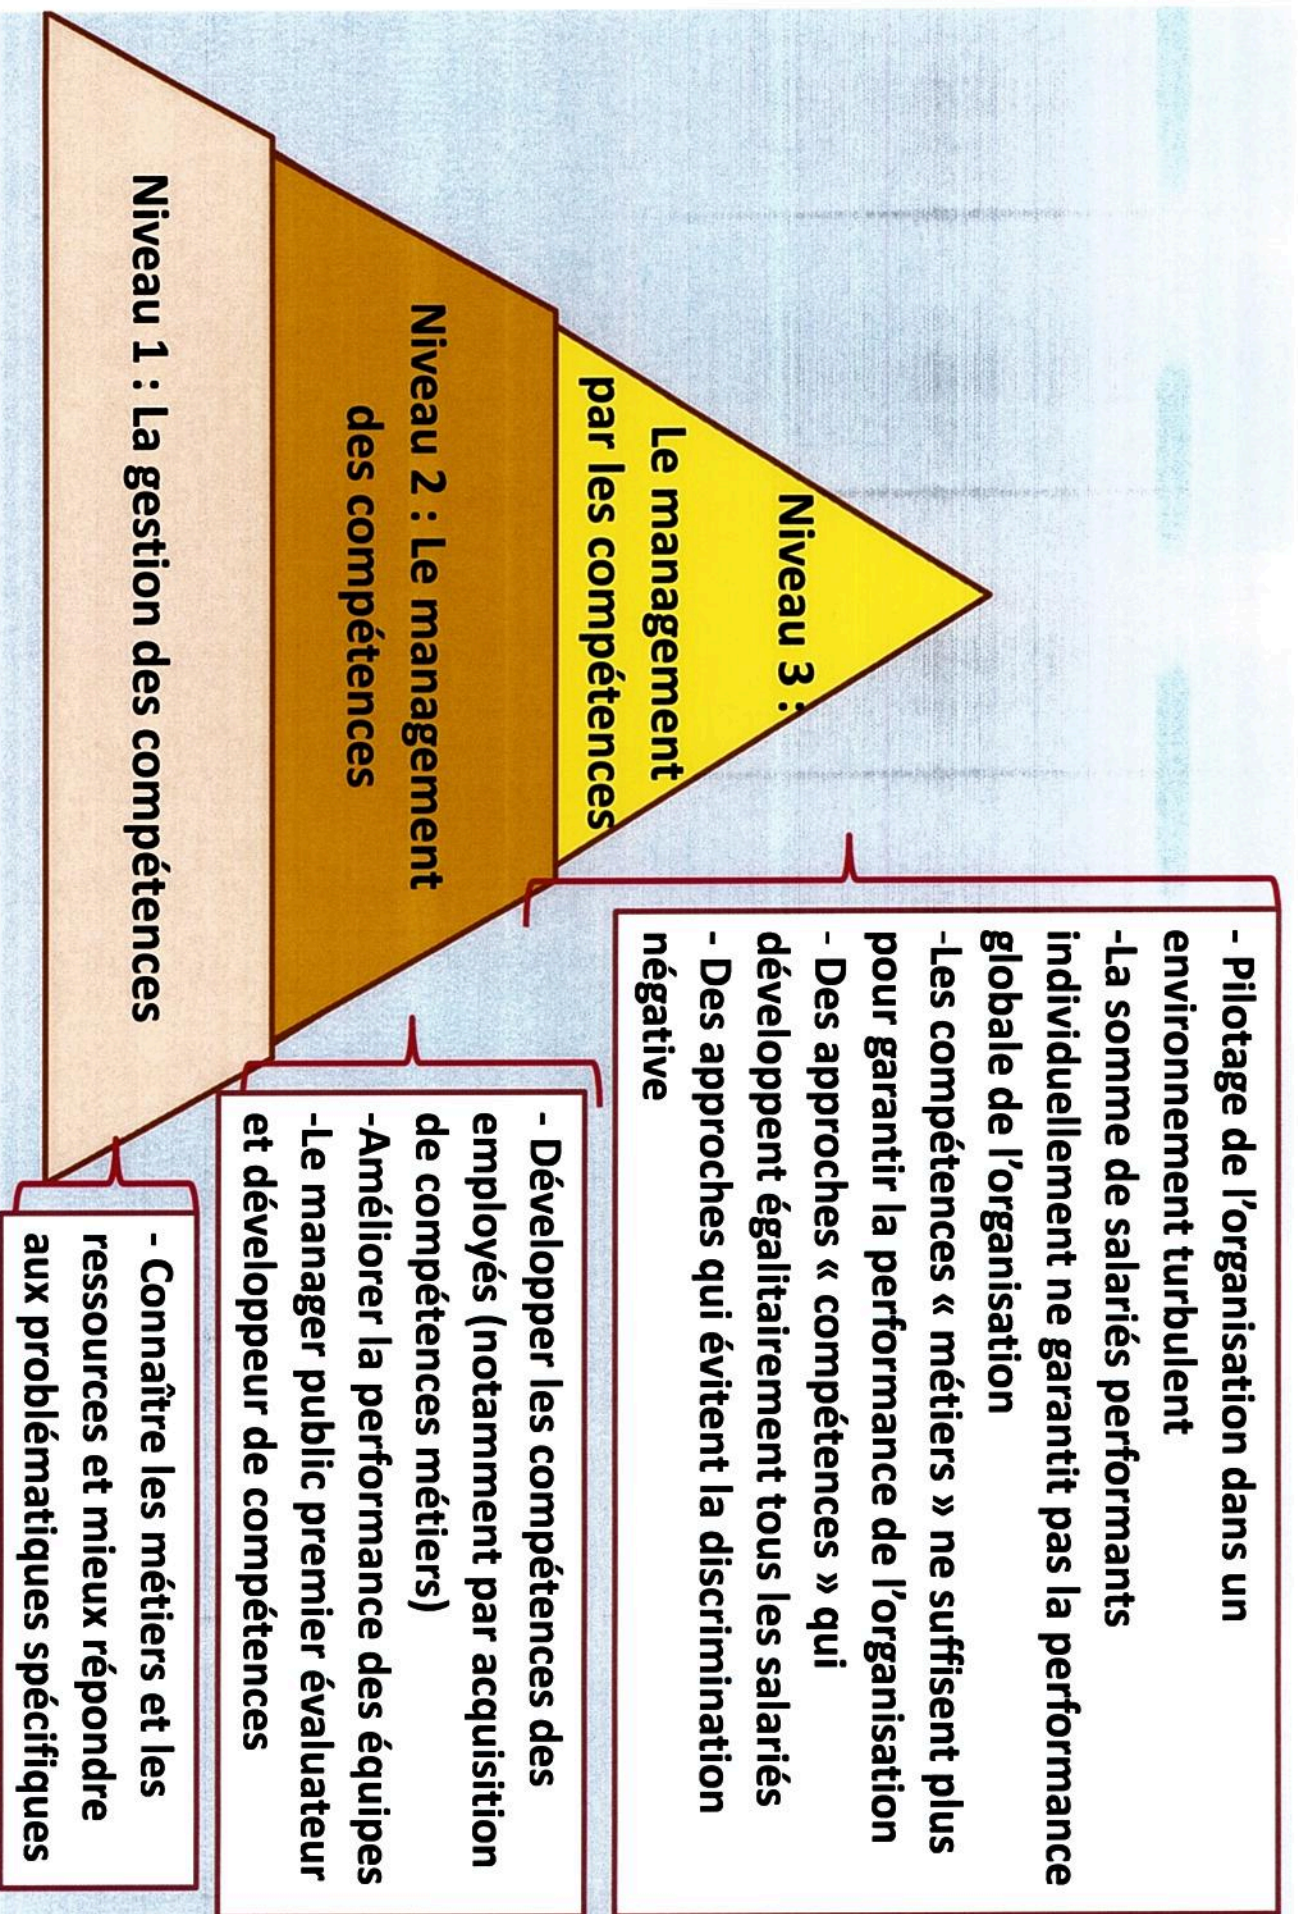 Niveau 3 :
Le management
par les compétences
- Pilotage de l'organisation dans un
environnement turbulent
-La somme de salariés performants
individuellement ne garantit pas la performance
globale de l'organisation
-Les compétences « métiers » ne suffisent plus
pour garantir la performance de l'organisation
- Des approches « compétences » qui
développent égalitairement tous les salariés
- Des approches qui évitent la discrimination
négative
Niveau 2 : Le management
des compétences
- Développer les compétences des
employés (notamment par acquisition
de compétences métiers)
-Améliorer la performance des équipes
-Le manager public premier évaluateur
et développeur de compétences
Niveau 1 : La gestion des compétences
- Connaître les métiers et les
ressources et mieux répondre
aux problématiques spécifiques